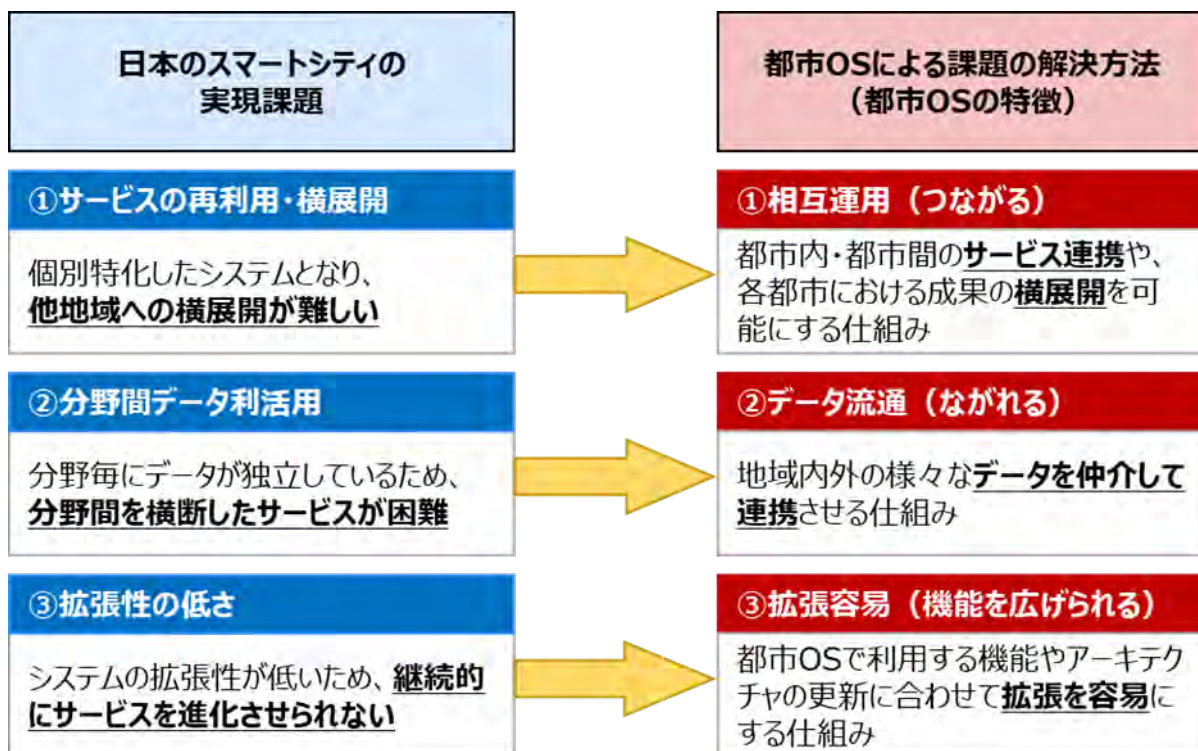 日本のスマートシティの
実現課題
都市OSによる課題の解決方法
（都市OSの特徴）
①サービスの再利用・横展開
個別特化したシステムとなり、
他地域への横展開が難しい
①相互運用（つながる）
都市内・都市間のサービス連携や、
各都市における成果の横展開を可
能にする仕組み
②分野間データ利活用
分野毎にデータが独立しているため、
分野間を横断したサービスが困難
②データ流通（ながれる）
地域内外の様々なデータを仲介して
連携させる仕組み
③拡張性の低さ
システムの拡張性が低いため、継続的
にサービスを進化させられない
③拡張容易（機能を広げられる）
都市OSで利用する機能やアーキテク
チャの更新に合わせて拡張を容易に
する仕組み